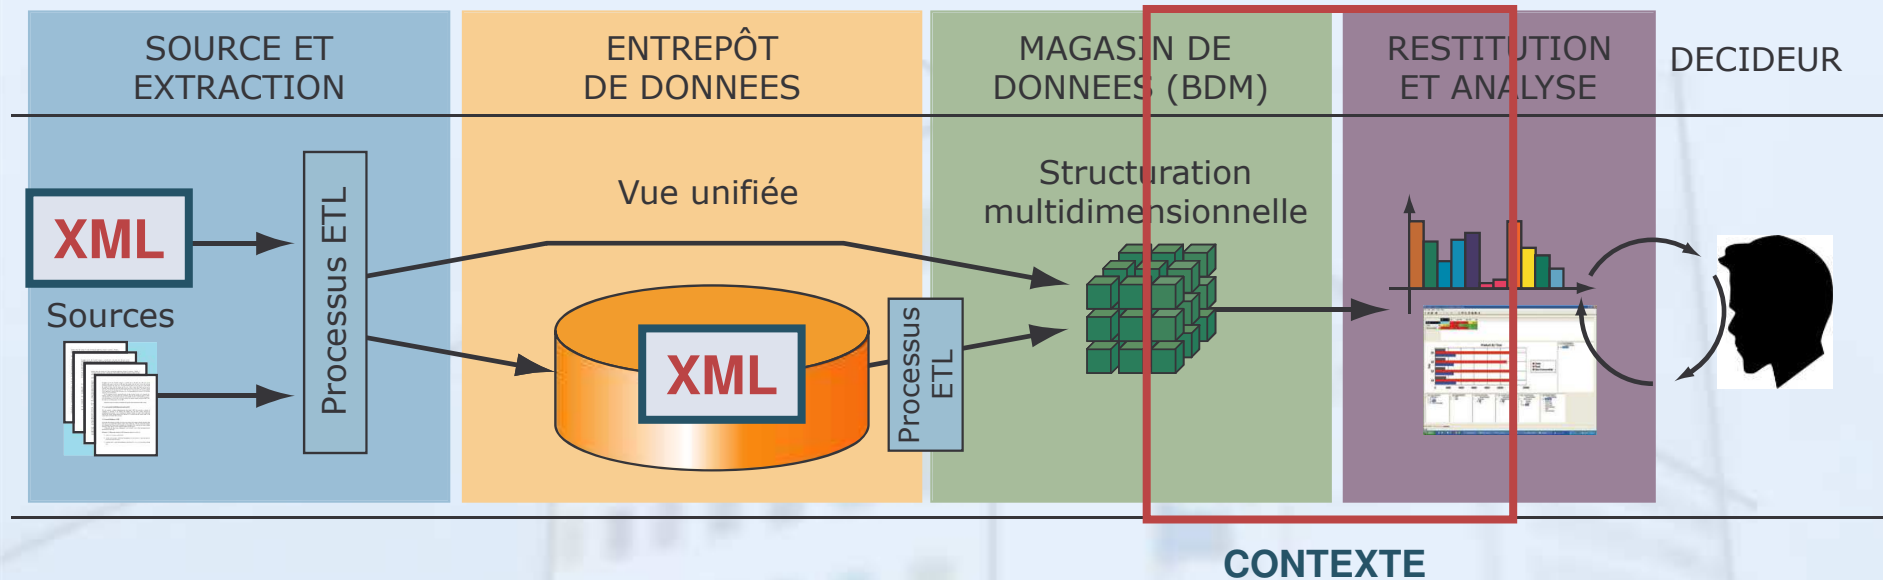 SOURCE ET
EXTRACTION
ENTREPÔT
DE DONNEES
MAGASIN DE
DONNEES (BDM)
RESTITUTION
ET ANALYSE
DECIDEUR
XML
Sources
Processus ETL
Vue unifiée
XML
Processus
ETL
Structuration
multidimensionnelle
CONTEXTE